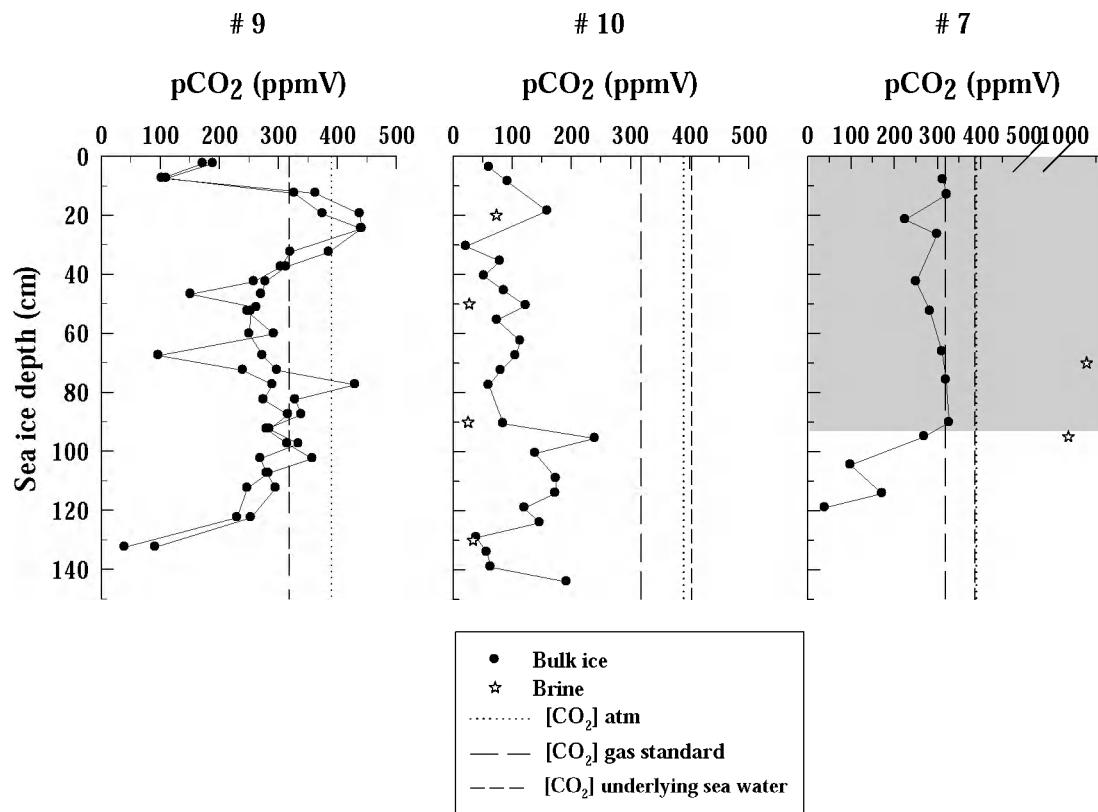 # 9
# 10
# 7
pCO2 (ppmV)
pCO2 (ppmV)
pCO2 (ppmV)
0 100 200 300 400 500
0 100 200 300 400 500
0 100 200 300 400 500 1000
0
20
40
60
80
100
120
140
Sea ice depth (cm)
Bulk ice
Brine
[CO2] atm
[CO2] gas standard
[CO2] underlying sea water